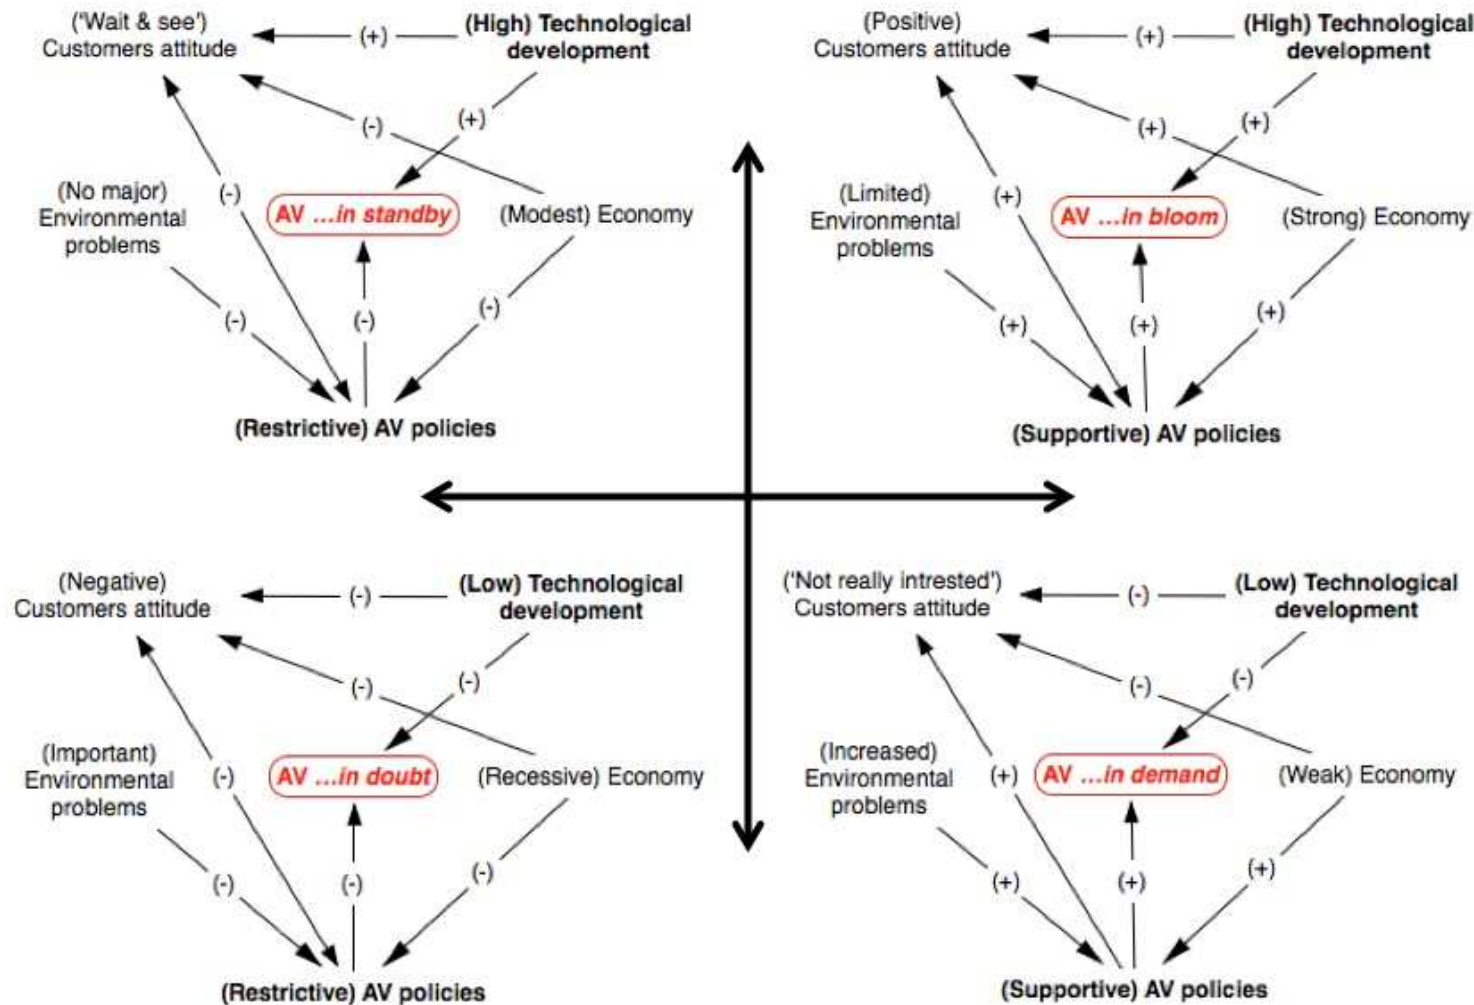 ('Wait & see')
Customers attitude
(+)
(High) Technological
development
(-)
(+)
(No major)
Environmental
problems
(-)
AV ...in standby
(Modest) Economy
(-)
(-)
(-)
(Restrictive) AV policies
(Positive)
Customers attitude
(+)
(High) Technological
development
(+)
(+)
(Limited)
Environmental
problems
(+)
AV ...in bloom
(Strong) Economy
(+)
(+)
(+)
(Supportive) AV policies
(Negative)
Customers attitude
(-)
(Low) Technological
development
(-)
(-)
(Important)
Environmental
problems
(-)
AV ...in doubt
(Recessive) Economy
(-)
(-)
(-)
(Restrictive) AV policies
('Not really intrested')
Customers attitude
(-)
(Low) Technological
development
(-)
(-)
(Increased)
Environmental
problems
(+)
AV ...in demand
(Weak) Economy
(+)
(+)
(+)
(Supportive) AV policies